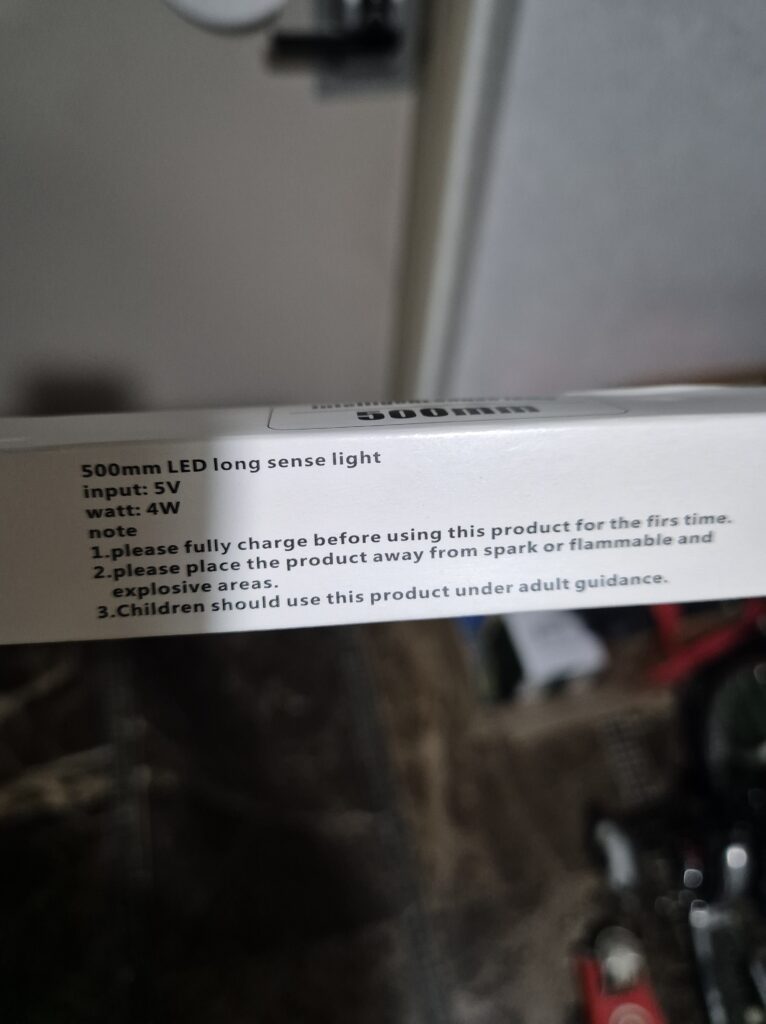 500mm
500mm LED long sense light
input: 5V
watt: 4W
note
1.please fully charge before using this product for the firs time.
2.please place the product away from spark or flammable and
explosive areas.
3.Children should use this product under adult guidance.